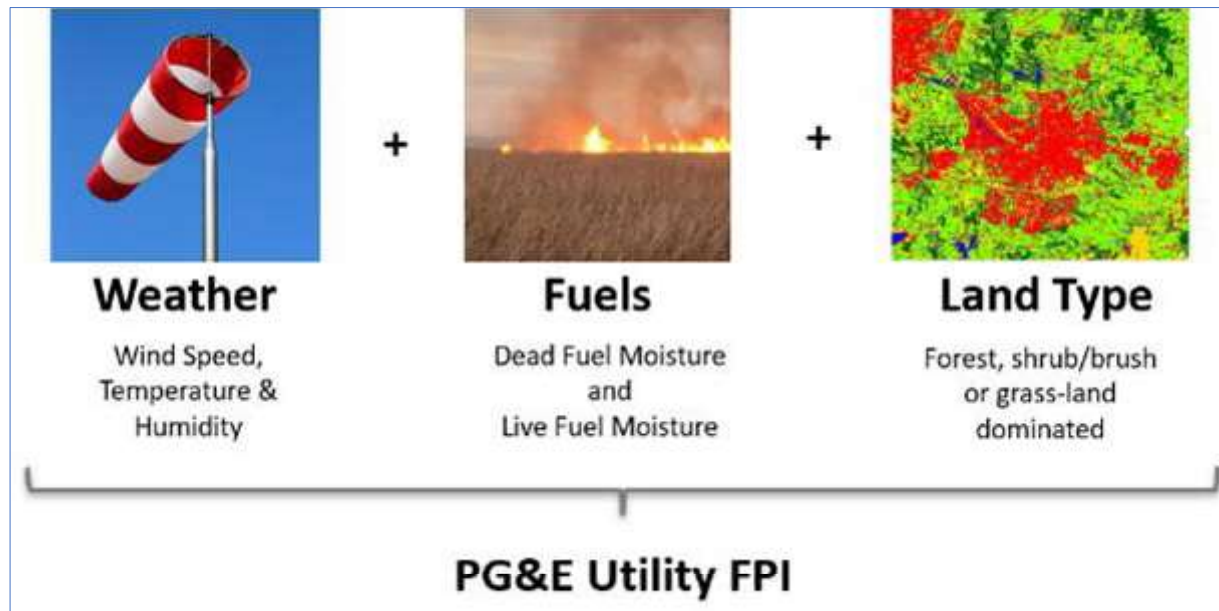 +
+
Weather
Fuels
Land Type
Wind Speed,
Temperature &
Humidity
Dead Fuel Moisture
and
Live Fuel Moisture
Forest, shrub/brush
or grass-land
dominated
PG&E Utility FPI